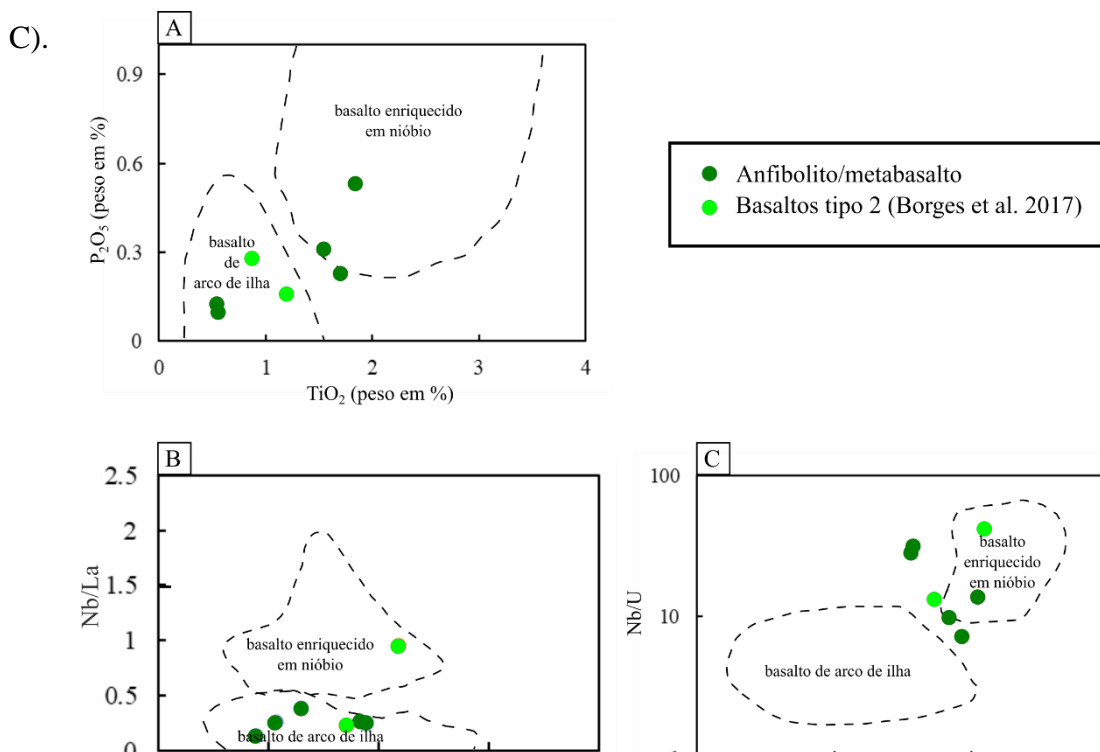 C).
A
0.9
0.6
0.3
0
P₂O₅ (peso em %)
basalto enriquecido
em nióbio
basalto
de
arco de ilha
0 1 2 3 4
TiO₂ (peso em %)
Anfibolito/metabasalto
Basaltos tipo 2 (Borges et al. 2017)
B
2.5
2
1.5
1
0.5
Nb/La
basalto enriquecido
em nióbio
basalto de arco de ilha
C
100
10
Nb/U
basalto
enriquecido
em nióbio
basalto de arco de ilha